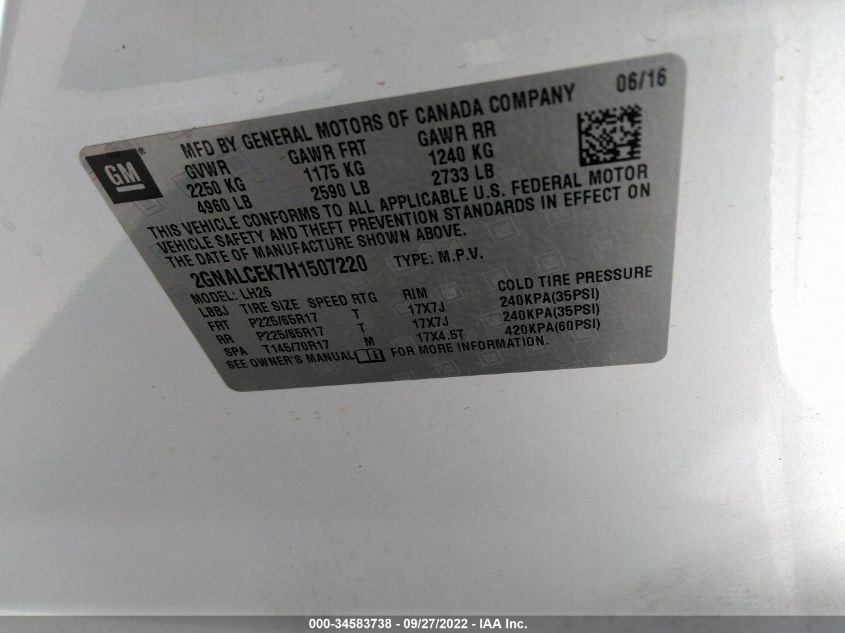 06/16
GM®
MFD BY GENERAL MOTORS OF CANADA COMPANY
GVWR GAWR FRT GAWR RR
2250 KG 1175 KG 1240 KG
4960 LB 2590 LB 2733 LB
THIS VEHICLE CONFORMS TO ALL APPLICABLE U.S. FEDERAL MOTOR
VEHICLE SAFETY AND THEFT PREVENTION STANDARDS IN EFFECT ON
THE DATE OF MANUFACTURE SHOWN ABOVE.
2GNALCEK7H1507220 TYPE: M.P.V.
MODEL: LH26
LBBJ TIRE SIZE SPEED RTG RIM COLD TIRE PRESSURE
FRT P225/65R17 T 17X7J 240KPA(35PSI)
RR P225/65R17 T 17X7J 240KPA(35PSI)
SPA T145/70R17 M 17X4.5T 420KPA(60PSI)
SEE OWNER'S MANUAL FOR MORE INFORMATION.
000-34583738 - 09/27/2022 - IAA Inc.